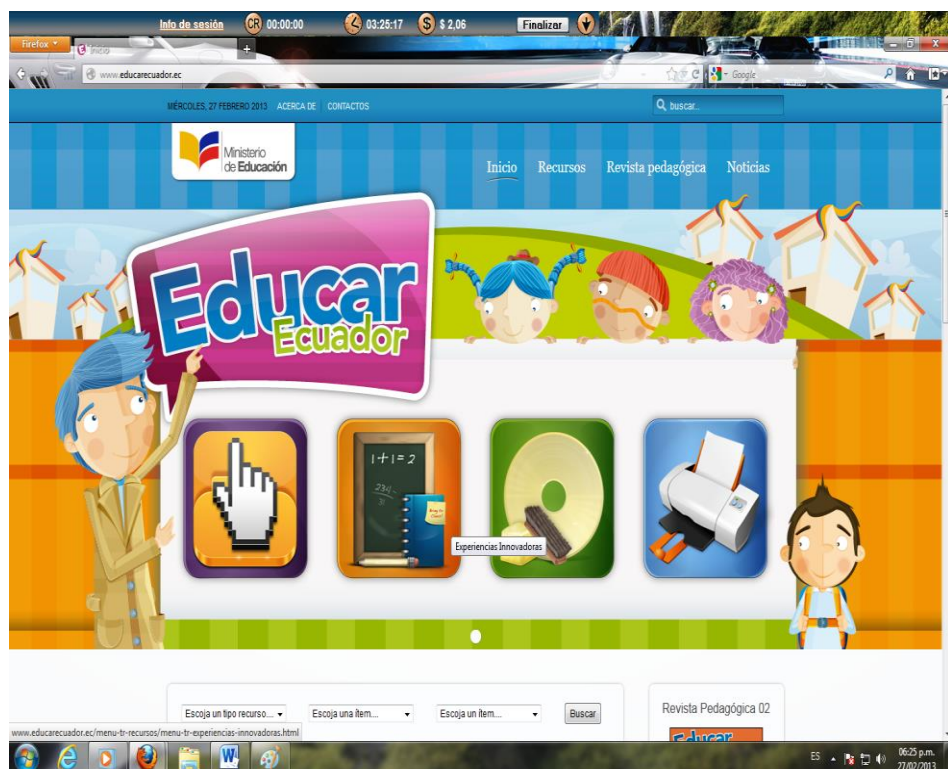 Info de sesión CR 00:00:00 03:25:17 $ $ 2,06 Finalizar
Firefox
Inicio
www.educarecuador.ec
Google
MIÉRCOLES, 27 FEBRERO 2013 ACERCA DE CONTACTOS
buscar...
Ministerio
de Educación
Inicio Recursos Revista pedagógica Noticias
Educar
Ecuador
1+1=2
234
Experiencias Innovadoras
Escoja un tipo recurso.... Escoja una ítem.... Escoja un ítem... Buscar
Revista Pedagógica 02
Educar
www.educarecuador.ec/menu-tr-recursos/menu-tr-experiencias-innovadoras.html
ES 06:25 p.m.
27/02/2013